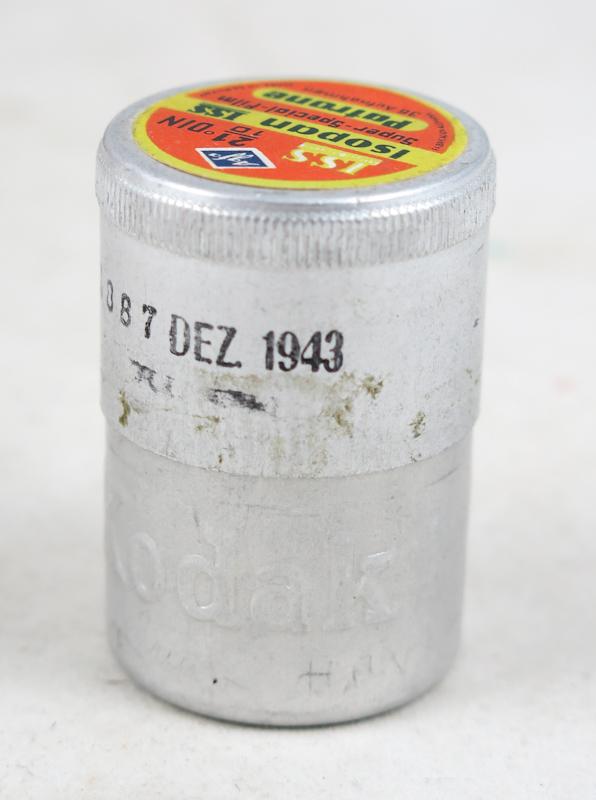 Patrone
Super-Special-Film
Isopan ISS
21/10° DIN
ISS
Agfa
087 DEZ. 1943
Kodak